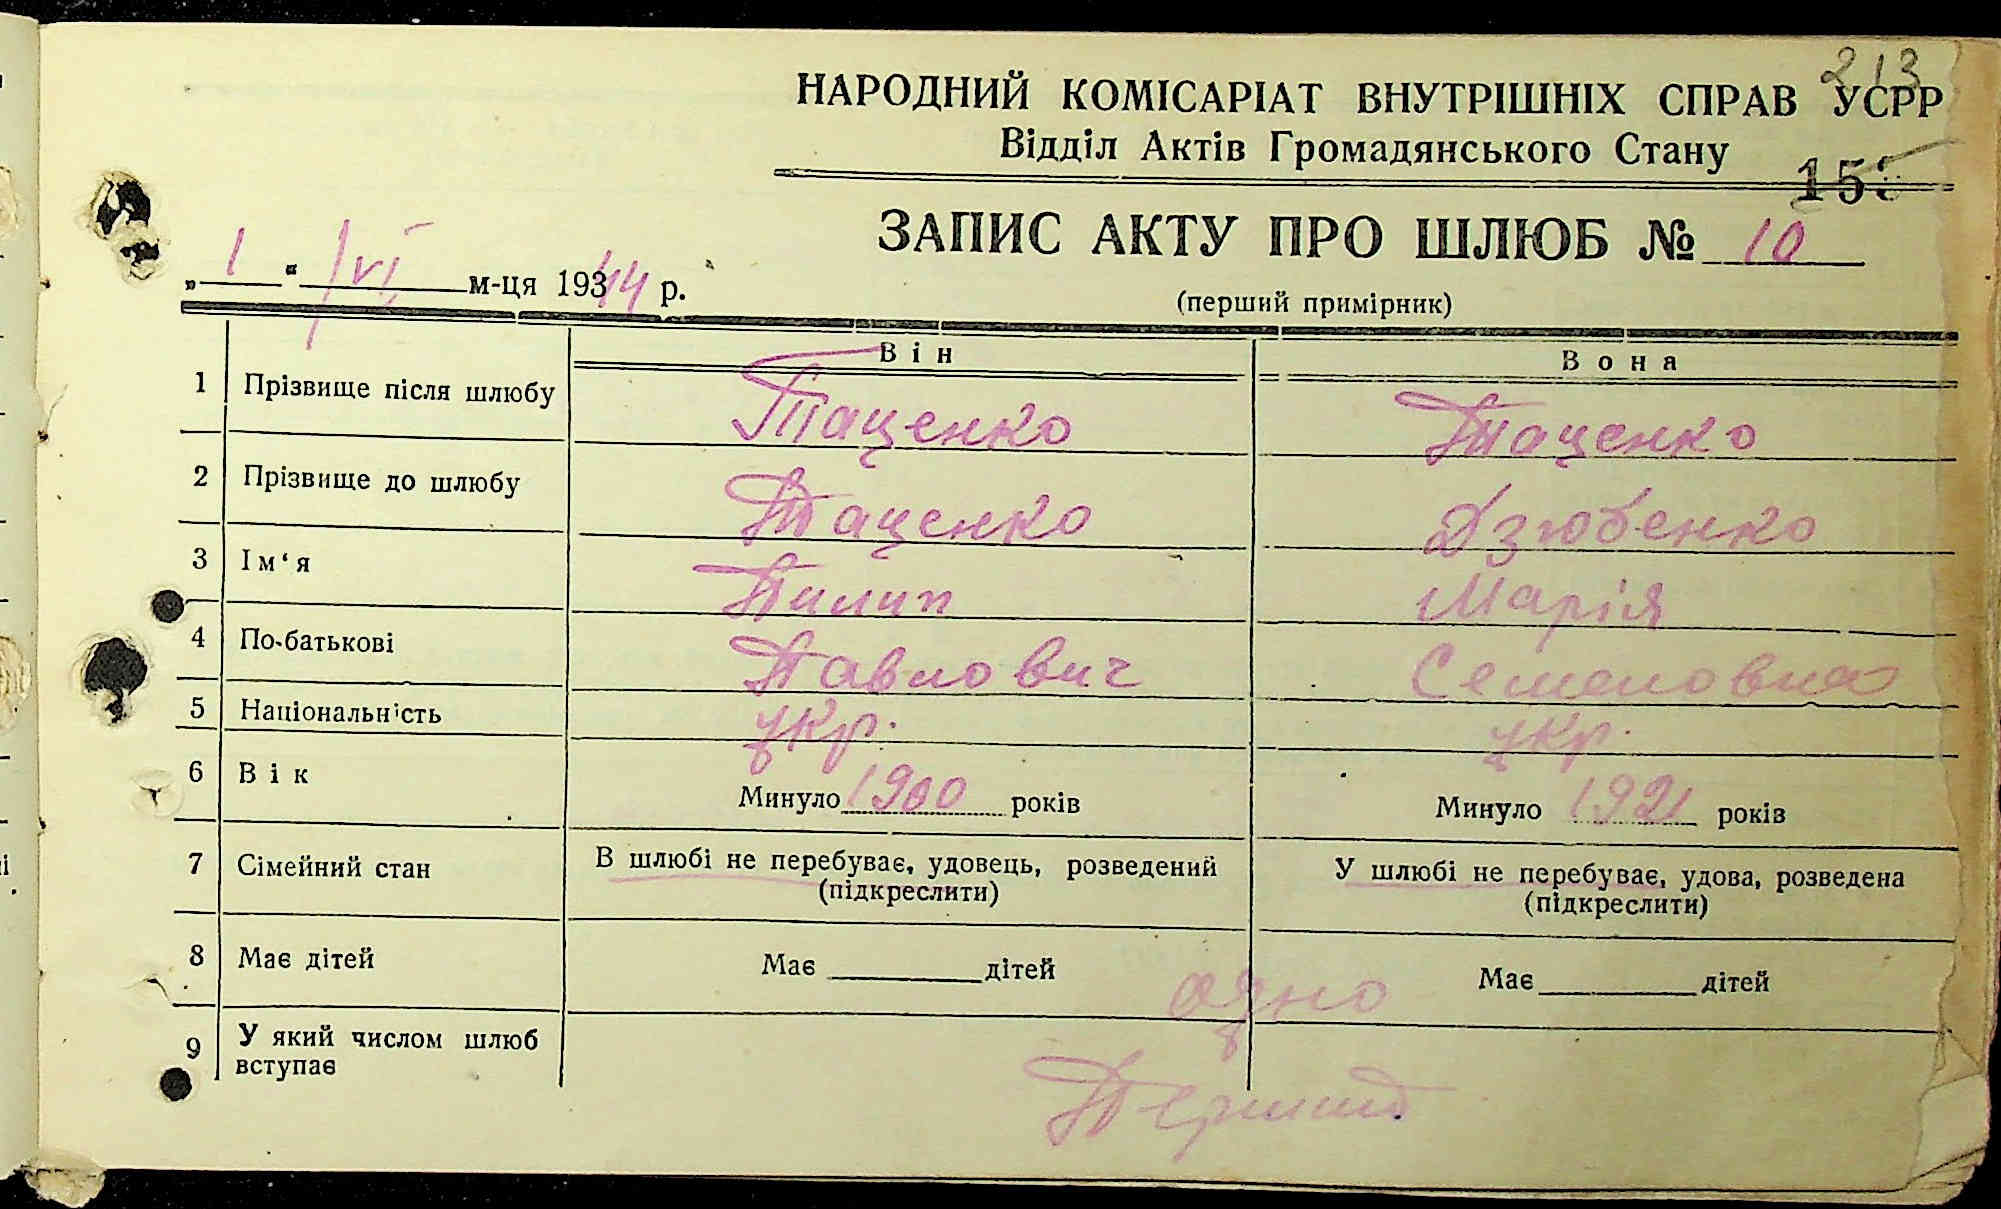 213
НАРОДНИЙ КОМІСАРІАТ ВНУТРІШНІХ СПРАВ УСРР
Відділ Актів Громадянського Стану
15
ЗАПИС АКТУ ПРО ШЛЮБ № 10
„ 1 “ VI м-ця 1944 р.
(перший примірник)
Він Вона
1 Прізвище після шлюбу Таценко Таценко
2 Прізвище до шлюбу Таценко Дзюбенко
3 Ім‘я Пилип Марія
4 По-батькові Павлович Семеновна
5 Національність укр. укр.
6 Вік Минуло 1900 років Минуло 1921 років
7 Сімейний стан В шлюбі не перебуває, удовець, розведений У шлюбі не перебуває, удова, розведена
(підкреслити) (підкреслити)
8 Має дітей Має дітей одно Має дітей
9 У який числом шлюб
вступає